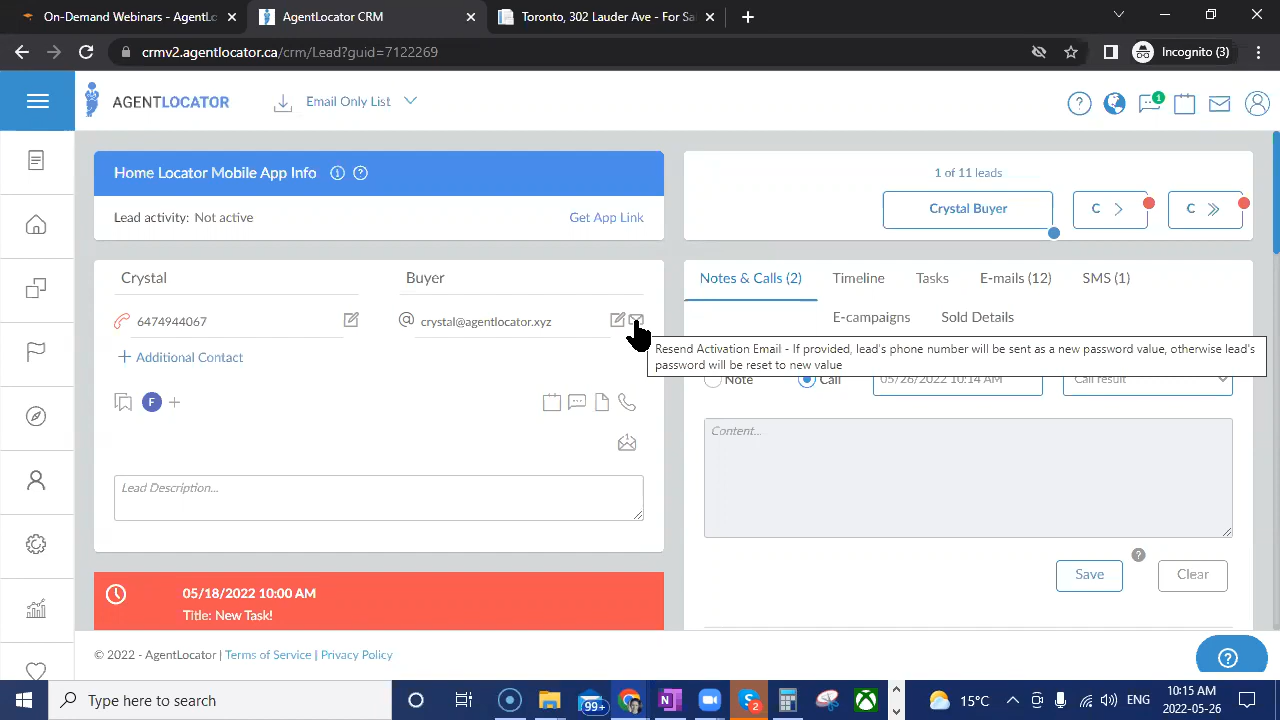 On-Demand Webinars - AgentLc
AgentLocator CRM
Toronto, 302 Lauder Ave - For Sa
crmv2.agentlocator.ca/crm/Lead?guid=7122269
Incognito (3)
AGENTLOCATOR
Email Only List
1
Home Locator Mobile App Info
Lead activity: Not active
Get App Link
1 of 11 leads
Crystal Buyer
C
C
Crystal
Buyer
6474944067
crystal@agentlocator.xyz
Additional Contact
F
Lead Description...
05/18/2022 10:00 AM
Title: New Task!
Notes & Calls (2)
Timeline
Tasks
E-mails (12)
SMS (1)
E-campaigns
Sold Details
Resend Activation Email - If provided, lead's phone number will be sent as a new password value, otherwise lead's
password will be reset to new value
Note
Call
05/26/2022 10:14 AM
Call result
Content...
Save
Clear
© 2022 - AgentLocator | Terms of Service | Privacy Policy
Type here to search
99+
2
15°C
ENG
10:15 AM
2022-05-26